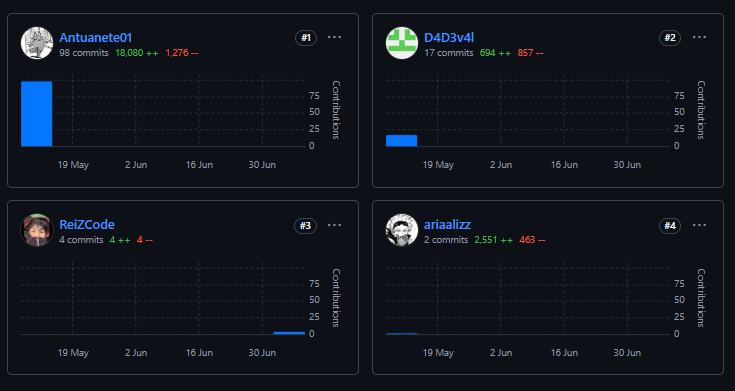 Antuanete01 #1 ...
98 commits 18,080 ++ 1,276 --
75
50
25
0
Contributions
19 May 2 Jun 16 Jun 30 Jun
D4D3v4l #2 ...
17 commits 694 ++ 857 --
75
50
25
0
Contributions
19 May 2 Jun 16 Jun 30 Jun
ReiZCode #3 ...
4 commits 4 ++ 4 --
75
50
25
0
Contributions
19 May 2 Jun 16 Jun 30 Jun
ariaalizz #4 ...
2 commits 2,551 ++ 463 --
75
50
25
0
Contributions
19 May 2 Jun 16 Jun 30 Jun